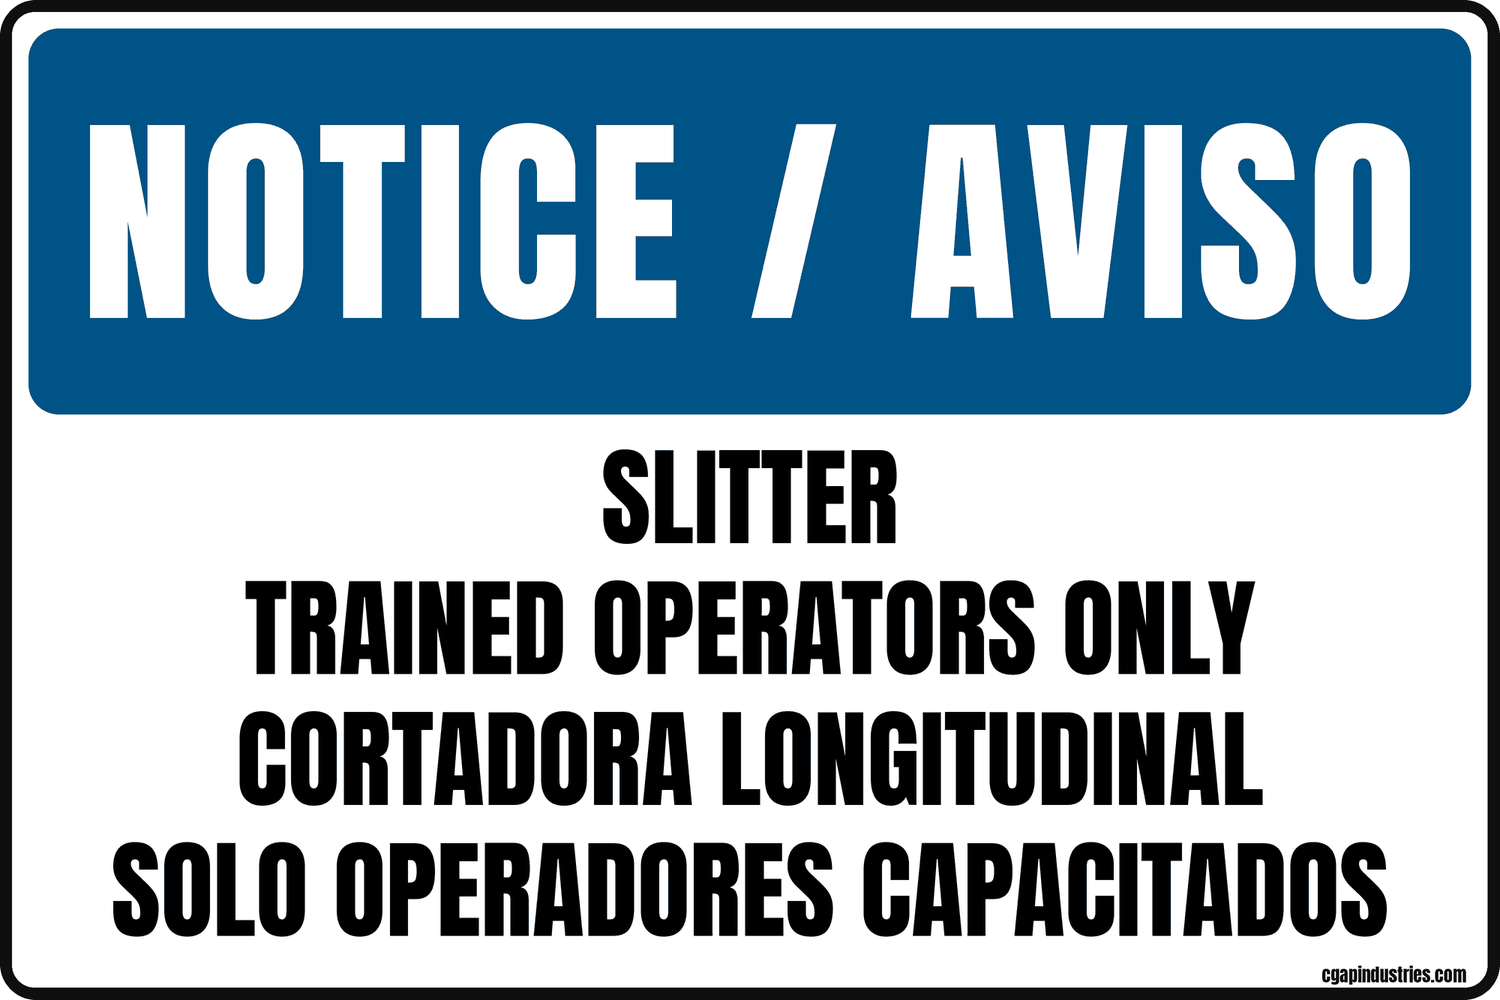 NOTICE / AVISO
SLITTER
TRAINED OPERATORS ONLY
CORTADORA LONGITUDINAL
SOLO OPERADORES CAPACITADOS
cgapindustries.com